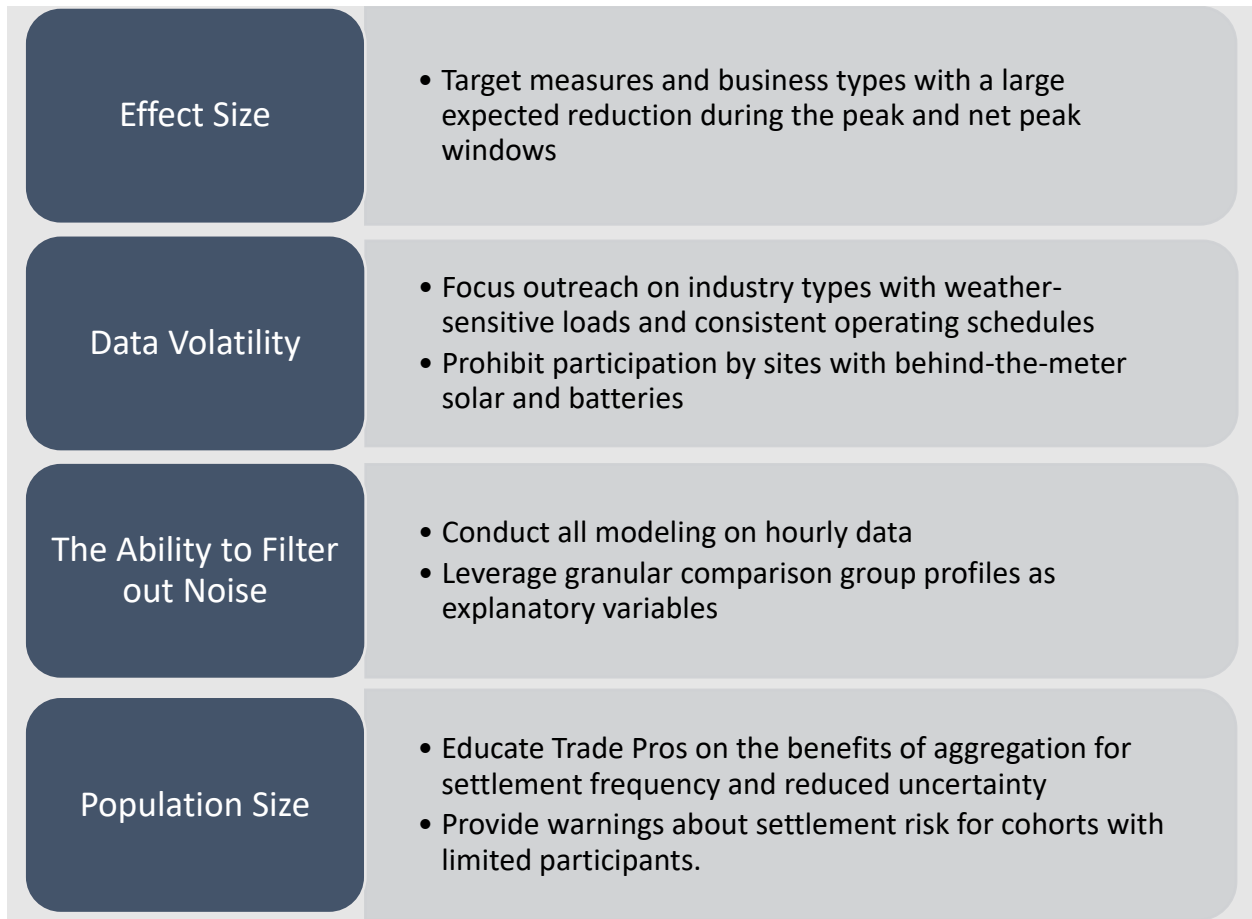 Effect Size
• Target measures and business types with a large
expected reduction during the peak and net peak
windows
Data Volatility
• Focus outreach on industry types with weather-
sensitive loads and consistent operating schedules
• Prohibit participation by sites with behind-the-meter
solar and batteries
The Ability to Filter
out Noise
• Conduct all modeling on hourly data
• Leverage granular comparison group profiles as
explanatory variables
Population Size
• Educate Trade Pros on the benefits of aggregation for
settlement frequency and reduced uncertainty
• Provide warnings about settlement risk for cohorts with
limited participants.